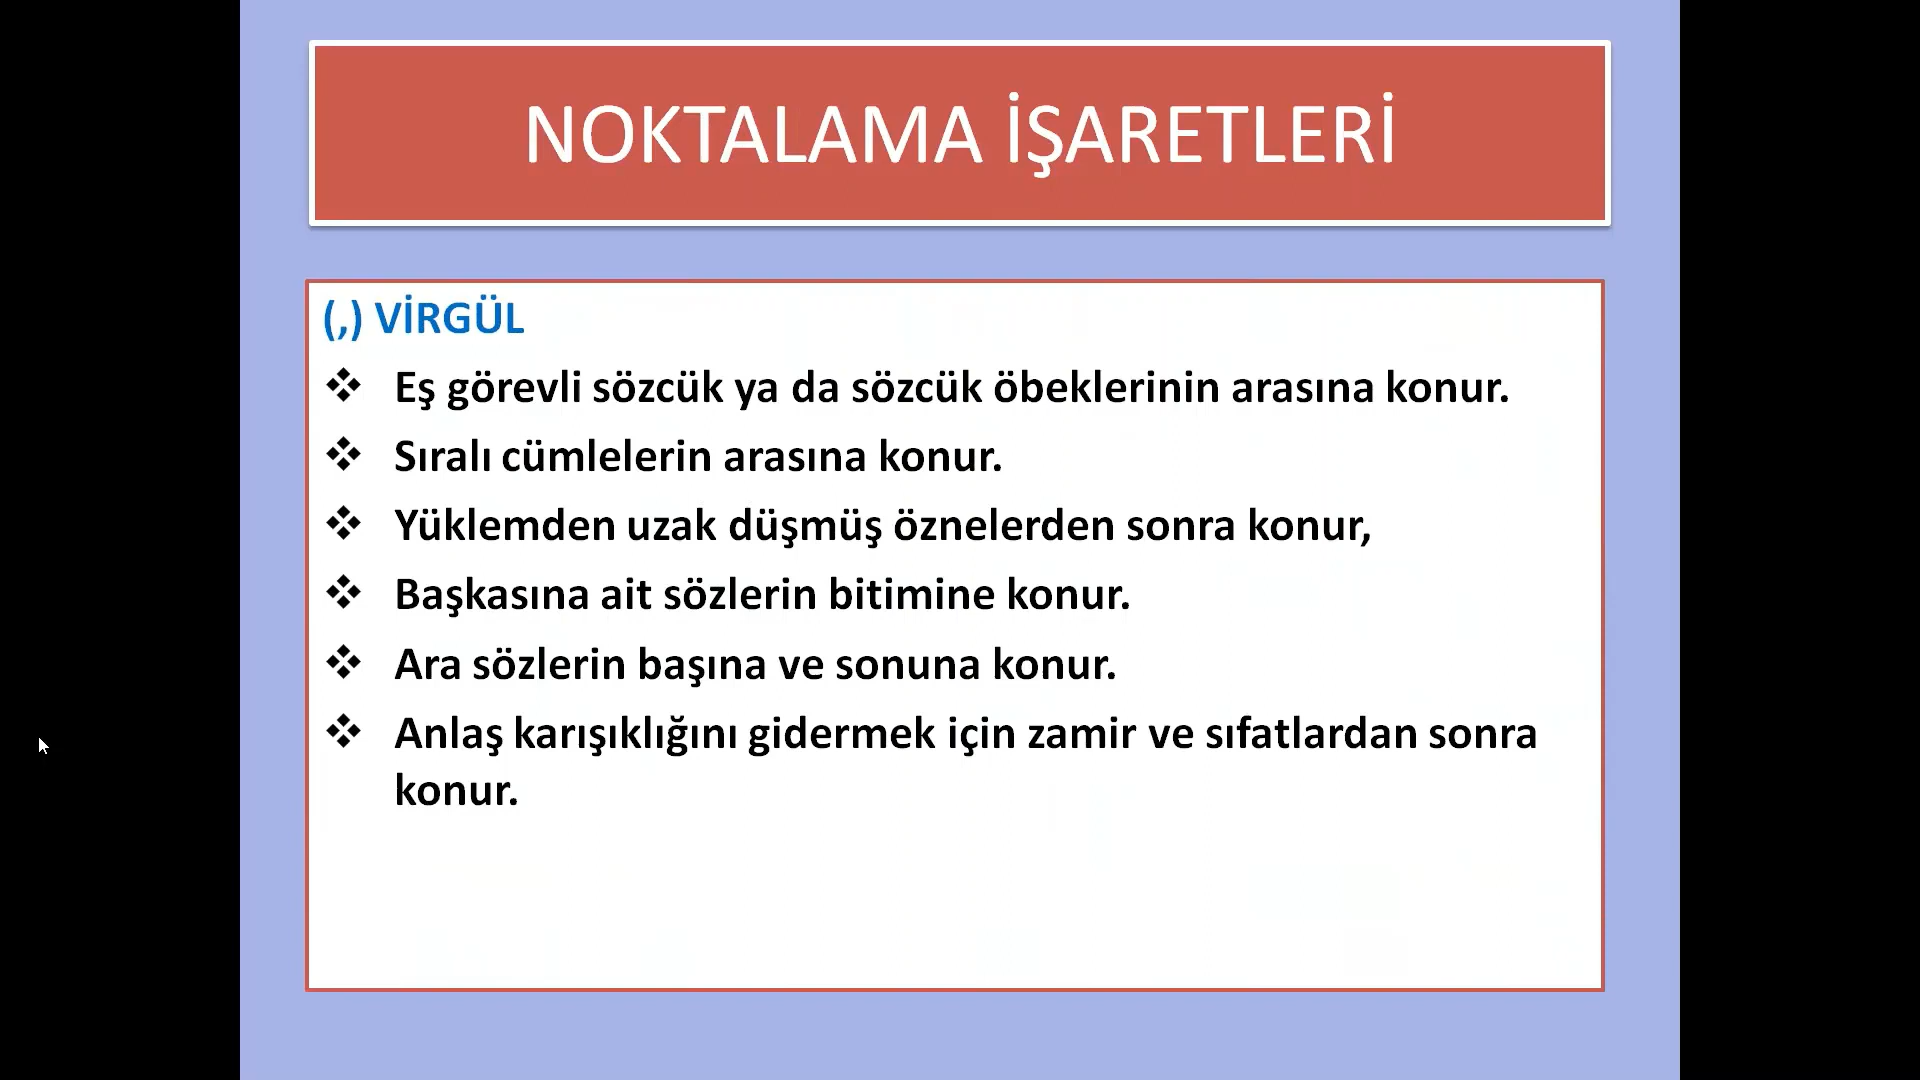 NOKTALAMA İŞARETLERİ
(,) VİRGÜL
❖ Eş görevli sözcük ya da sözcük öbeklerinin arasına konur.
❖ Sıralı cümlelerin arasına konur.
❖ Yüklemden uzak düşmüş öznelerden sonra konur,
❖ Başkasına ait sözlerin bitimine konur.
❖ Ara sözlerin başına ve sonuna konur.
❖ Anlaş karışıklığını gidermek için zamir ve sıfatlardan sonra
konur.